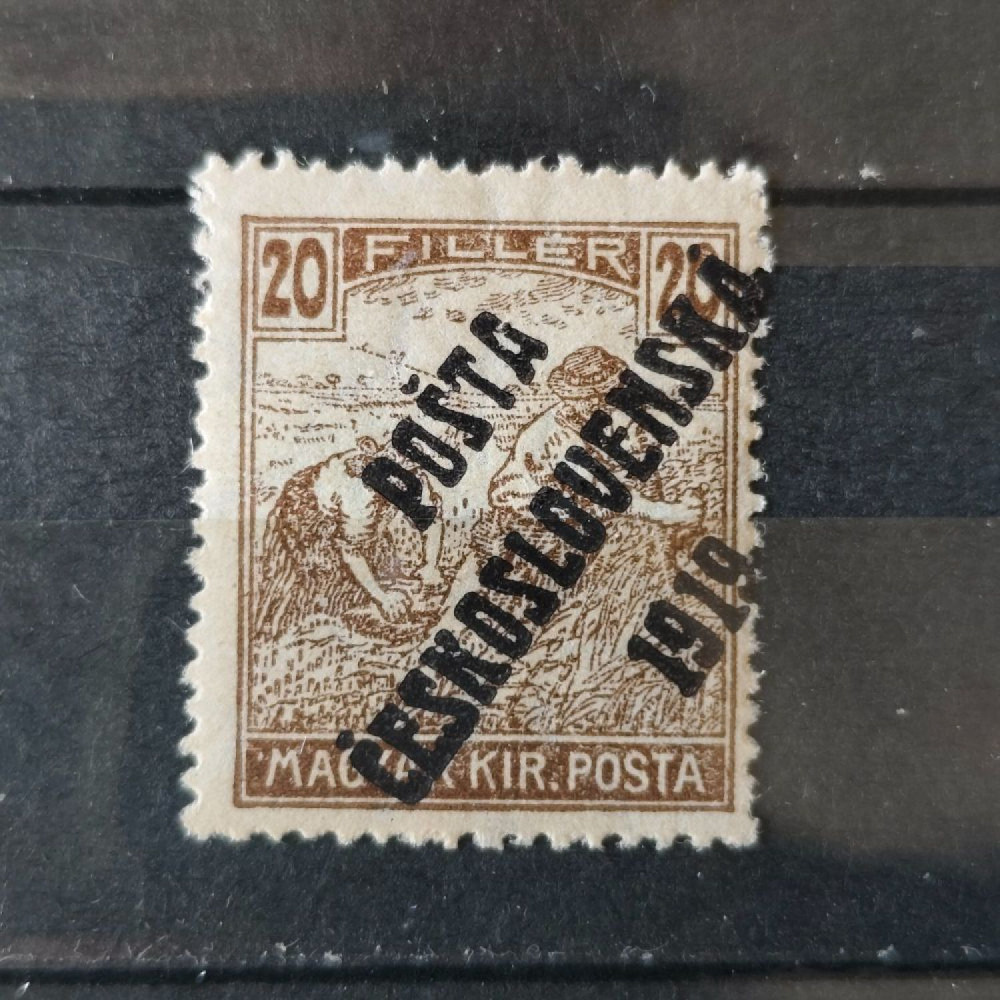 20 FILLÉR 20
POŠTA
ČESKOSLOVENSKÁ
1919
MAGYAR KIR. POSTA